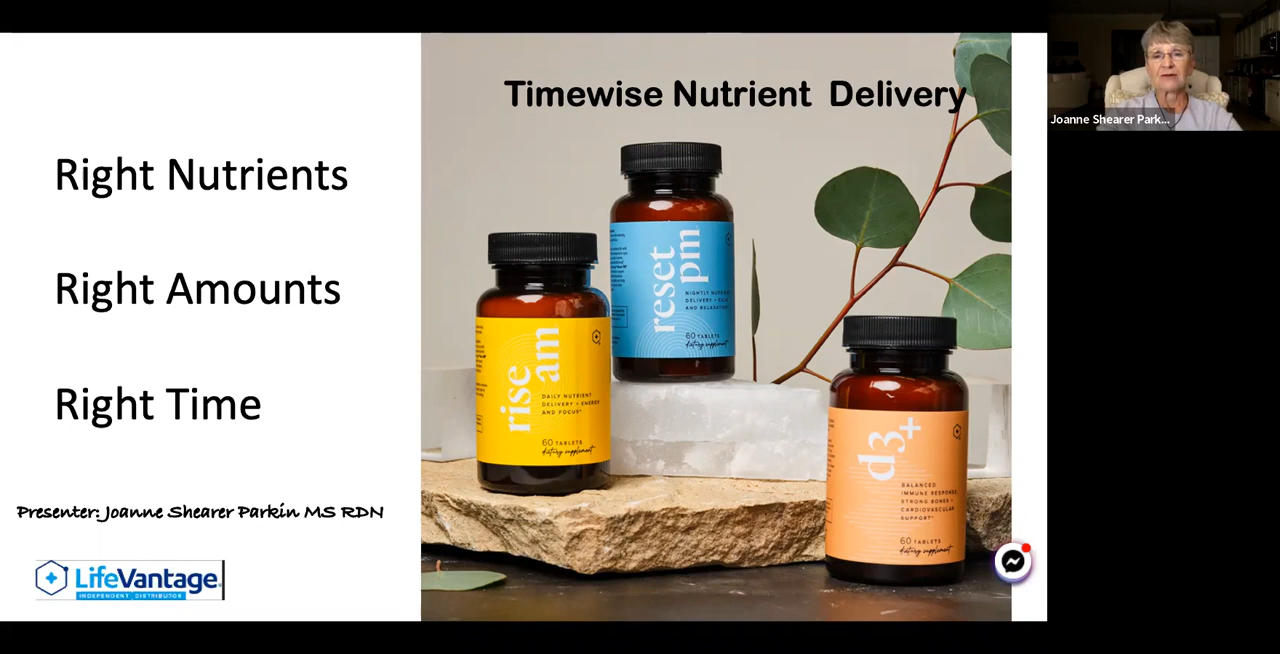 Timewise Nutrient Delivery
Joanne Shearer Park...
Right Nutrients
Right Amounts
Right Time
Presenter: Joanne Shearer Parkin MS RDN
LifeVantage
INDEPENDENT DISTRIBUTOR
rise
am
DAILY NUTRIENT
DELIVERY + ENERGY
AND FOCUS*
60 TABLETS
dietary supplement
reset
pm
NIGHTLY
DELIVERY +
AND RELAXATION*
60 TABLETS
dietary supplement
d3+
BALANCED
IMMUNE RESPONSE,
STRONG BONES +
CARDIOVASCULAR
SUPPORT*
60 TABLETS
dietary supplement